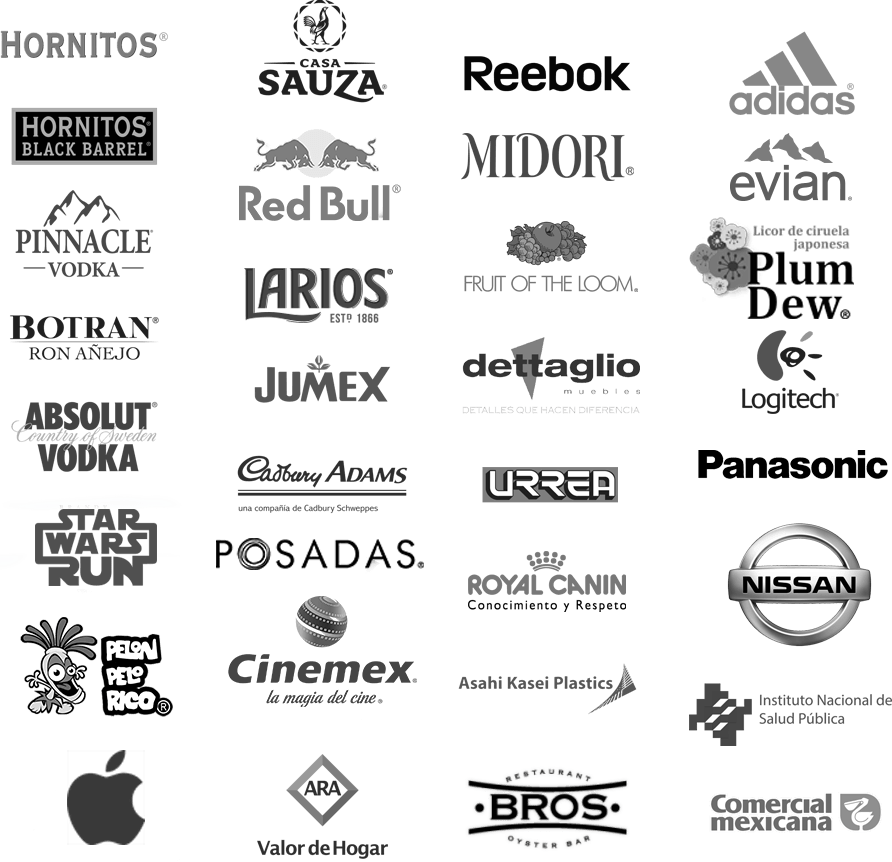 HORNITOS®
HORNITOS®
BLACK BARREL®
PINNACLE®
VODKA
BOTRAN®
RON AÑEJO
ABSOLUT®
Country of Sweden
VODKA
STAR
WARS
RUN
PELON
PELO
RICO®
CASA
SAUZA®
Red Bull®
LARIOS®
ESTD 1866
JUMEX
Cadbury ADAMS
una compañía de Cadbury Schweppes
POSADAS®
Cinemex®
la magia del cine®
ARA
Valor de Hogar
Reebok
MIDORI®
FRUIT OF THE LOOM®
dettaglio
muebles
DETALLES QUE HACEN DIFERENCIA
URREA
ROYAL CANIN
Conocimiento y Respeto
Asahi Kasei Plastics
RESTAURANT
·BROS·
OYSTER BAR
adidas®
evian®
Licor de ciruela
japonesa
Plum
Dew®
Logitech®
Panasonic
NISSAN
Instituto Nacional de
Salud Pública
Comercial
mexicana